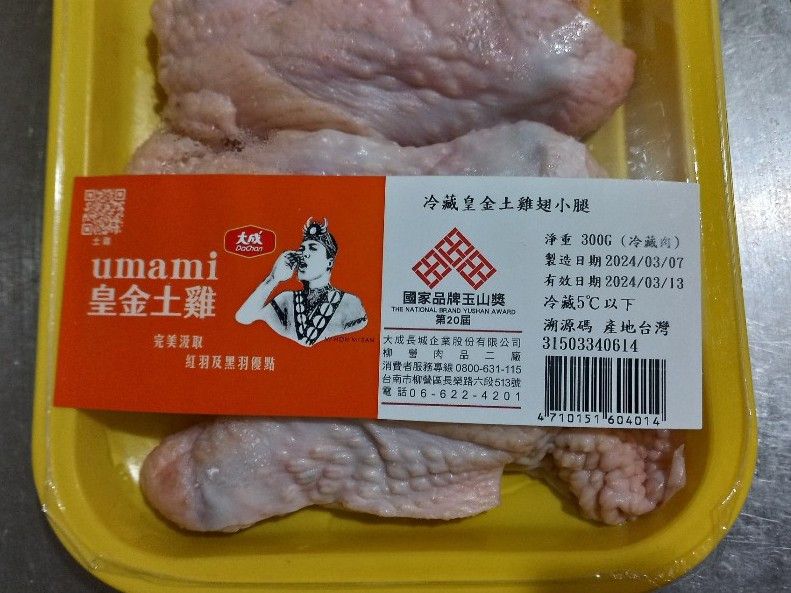 土雞
umami
皇金土雞
完美汲取
紅羽及黑羽優點
大成
DaChan
冷藏皇金土雞翅小腿
國家品牌玉山獎
THE NATIONAL BRAND YUSHAN AWARD
第20屆
大成長城企業股份有限公司
柳營肉品二廠
消費者服務專線 0800-631-115
台南市柳營區長樂路六段513號
電話06-622-4201
淨重 300G (冷藏肉)
製造日期 2024/03/07
有效日期 2024/03/13
冷藏5℃以下
溯源碼 產地台灣
31503340614
4 710151 604014